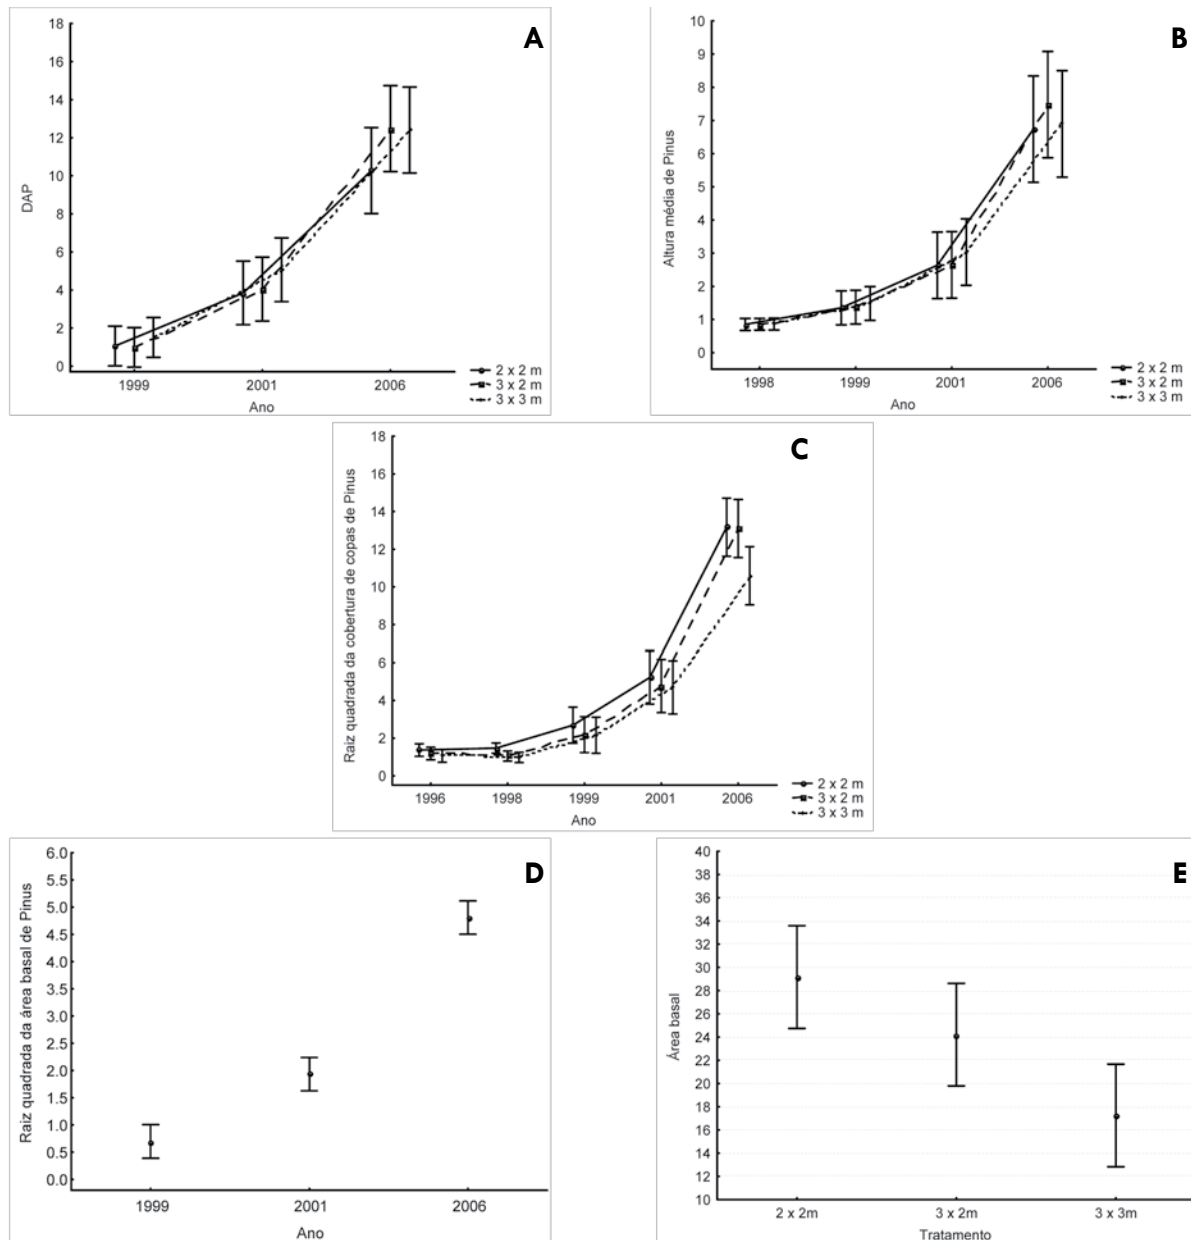 A
DAP
18
16
14
12
10
8
6
4
2
0
1999
2001
2006
Ano
2 x 2 m
3 x 2 m
3 x 3 m
B
Altura média de Pinus
10
9
8
7
6
5
4
3
2
1
0
1998
1999
2001
2006
Ano
2 x 2 m
3 x 2 m
3 x 3 m
C
Raiz quadrada da cobertura de copas de Pinus
18
16
14
12
10
8
6
4
2
0
1996
1998
1999
2001
2006
Ano
2 x 2 m
3 x 2 m
3 x 3 m
D
Raiz quadrada da área basal de Pinus
6.0
5.5
5.0
4.5
4.0
3.5
3.0
2.5
2.0
1.5
1.0
0.5
0.0
1999
2001
2006
Ano
E
Área basal
40
38
36
34
32
30
28
26
24
22
20
18
16
14
12
10
2 x 2m
3 x 2m
3 x 3m
Tratamento